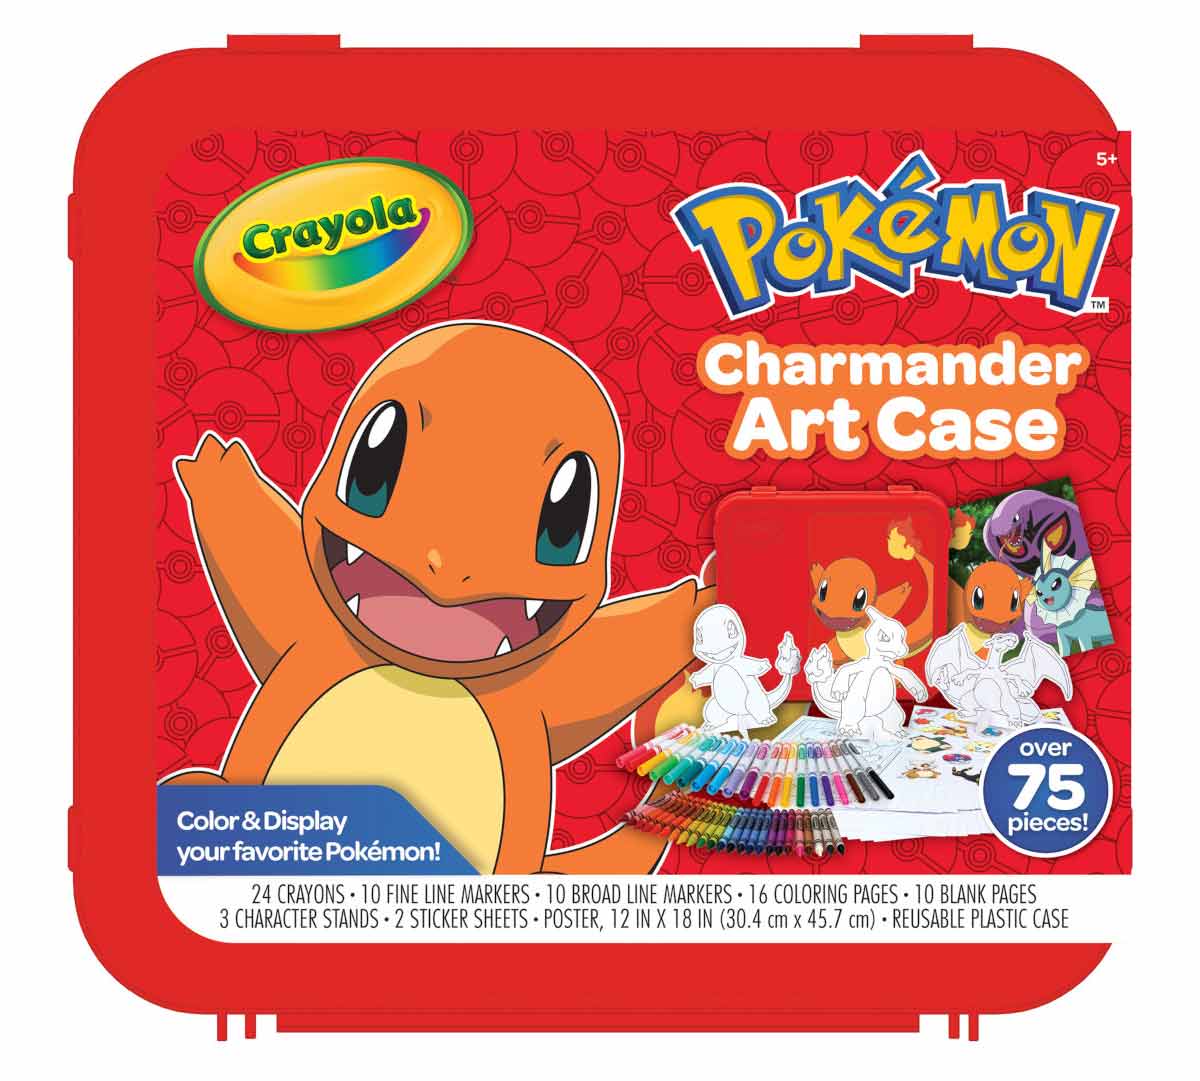 5+
Crayola
POKéMON
TM
Charmander
Art Case
over
75
pieces!
Color & Display
your favorite Pokémon!
24 CRAYONS • 10 FINE LINE MARKERS • 10 BROAD LINE MARKERS • 16 COLORING PAGES • 10 BLANK PAGES
3 CHARACTER STANDS • 2 STICKER SHEETS • POSTER, 12 IN X 18 IN (30.4 cm x 45.7 cm) • REUSABLE PLASTIC CASE